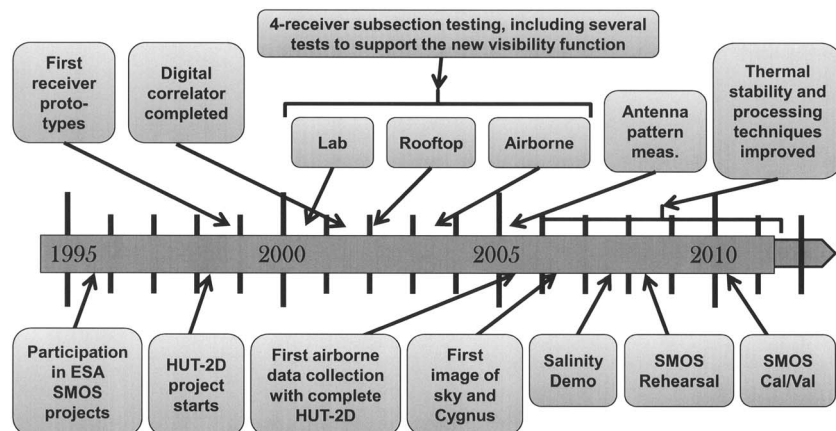 4-receiver subsection testing, including several
tests to support the new visibility function
First
receiver
proto-
types
Digital
correlator
completed
Lab
Rooftop
Airborne
Antenna
pattern
meas.
Thermal
stability and
processing
techniques
improved
1995
2000
2005
2010
Participation
in ESA
SMOS
projects
HUT-2D
project
starts
First airborne
data collection
with complete
HUT-2D
First
image of
sky and
Cygnus
Salinity
Demo
SMOS
Rehearsal
SMOS
Cal/Val